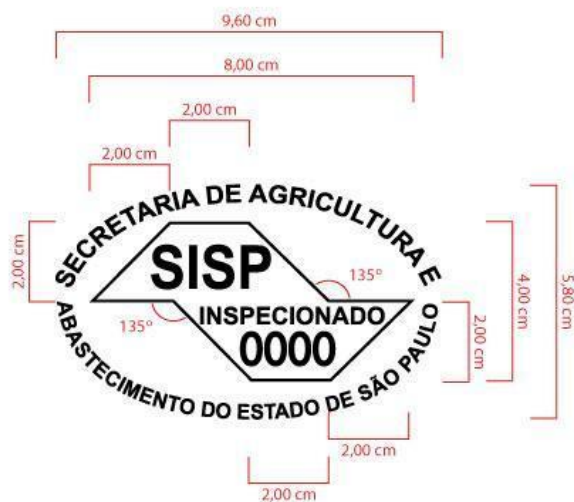 9,60 cm
8,00 cm
2,00 cm
2,00 cm
SECRETARIA DE AGRICULTURA E
2,00 cm
SISP
135º
4,00 cm
5,80 cm
135º
INSPECIONADO
0000
2,00 cm
ABASTECIMENTO DO ESTADO DE SÃO PAULO
2,00 cm
2,00 cm